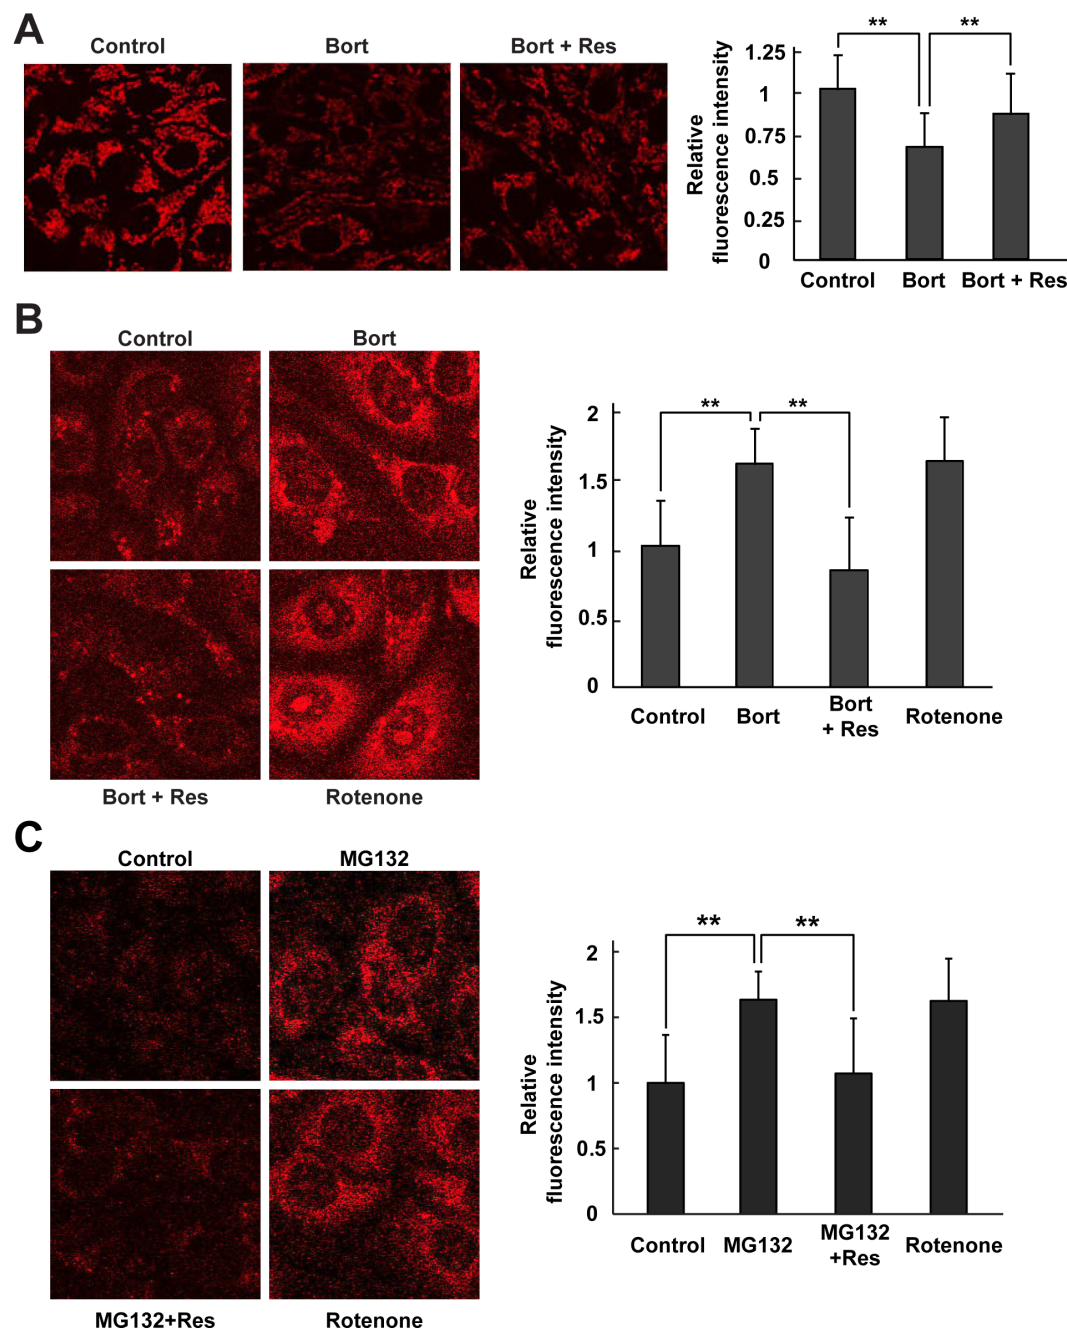 A
Control
Bort
Bort + Res
Relative
fluorescence intensity
**
**
1.25
1
0.75
0.5
0.25
0
Control
Bort
Bort + Res
B
Control
Bort
Bort + Res
Rotenone
Relative
fluorescence intensity
**
**
2
1.5
1
0.5
0
Control
Bort
Bort
+ Res
Rotenone
C
Control
MG132
MG132+Res
Rotenone
Relative
fluorescence intensity
**
**
2
1.5
1
0.5
0
Control
MG132
MG132
+Res
Rotenone